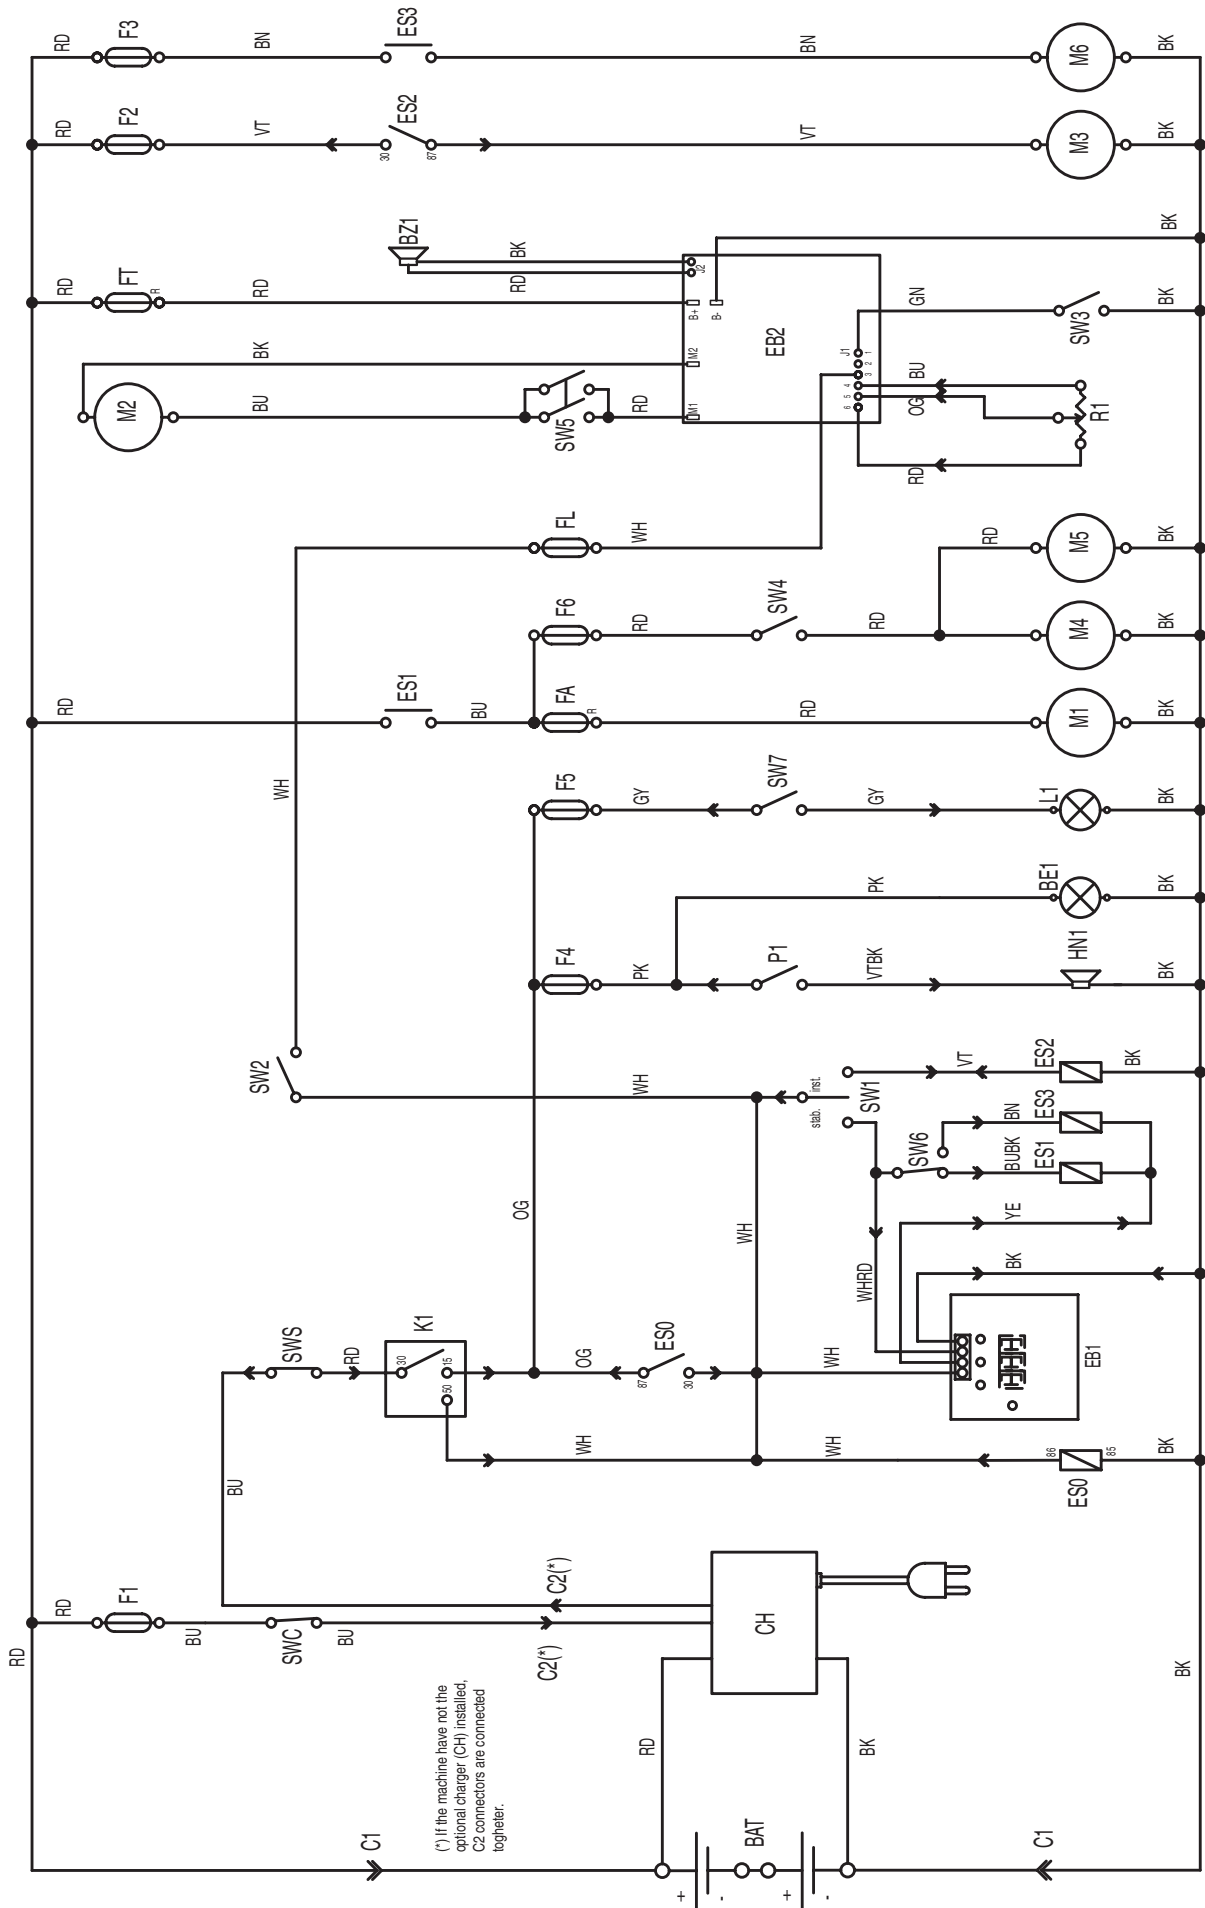 RD
C1
(*) If the machine have not the
optional charger (CH) installed,
C2 connectors are connected
togheter.
+
-
BAT
+
-
C1
RD
BK
CH
BK
RD
F1
BU
SWC
BU
C2(*)
C2(*)
BU
SWS
RD
K1
30
15
50
WH
OG
OG
87
30
ES0
WH
WH
WH
86
85
ES0
BK
EB1
WHRD
BK
YE
SW6
BUBK
BN
ES1
ES3
stab.
inst.
SW1
VT
ES2
BK
SW2
WH
WH
F4
PK
P1
VTBK
HN1
BK
PK
BE1
BK
F5
GY
SW7
GY
L1
BK
RD
ES1
BU
FA
R
RD
M1
BK
F6
RD
SW4
RD
M4
BK
RD
M5
BK
FL
WH
M2
BU
BK
SW5
RD
M1
M2
B+
B-
J2
EB2
J1
6
5
4
3
2
1
RD
OG
BU
R1
GN
SW3
BK
RD
FT
R
RD
RD
BZ1
BK
BK
RD
F2
VT
30
87
ES2
VT
M3
BK
RD
F3
BN
ES3
BN
M6
BK